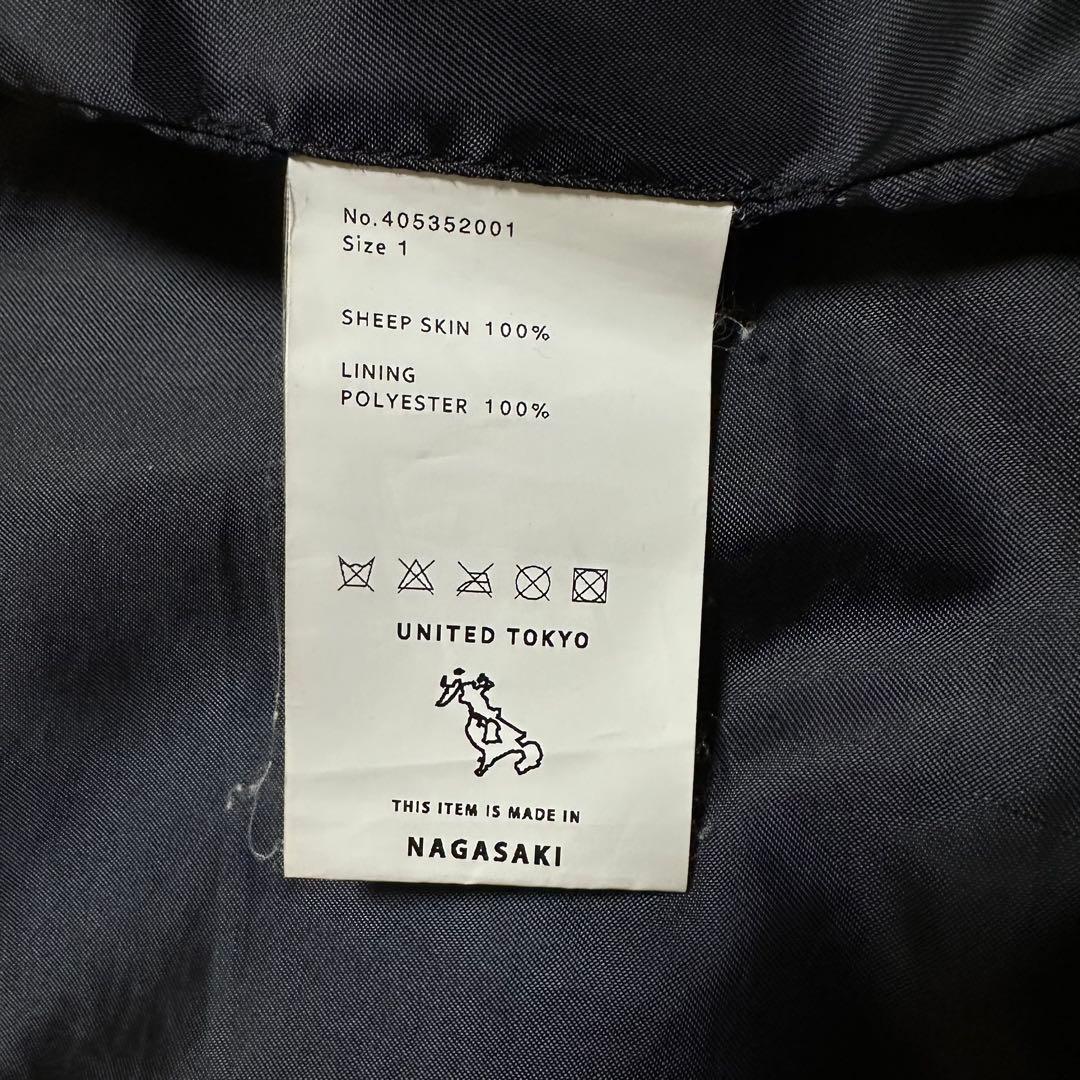 No.405352001
Size 1
SHEEP SKIN 100%
LINING
POLYESTER 100%
UNITED TOKYO
THIS ITEM IS MADE IN
NAGASAKI